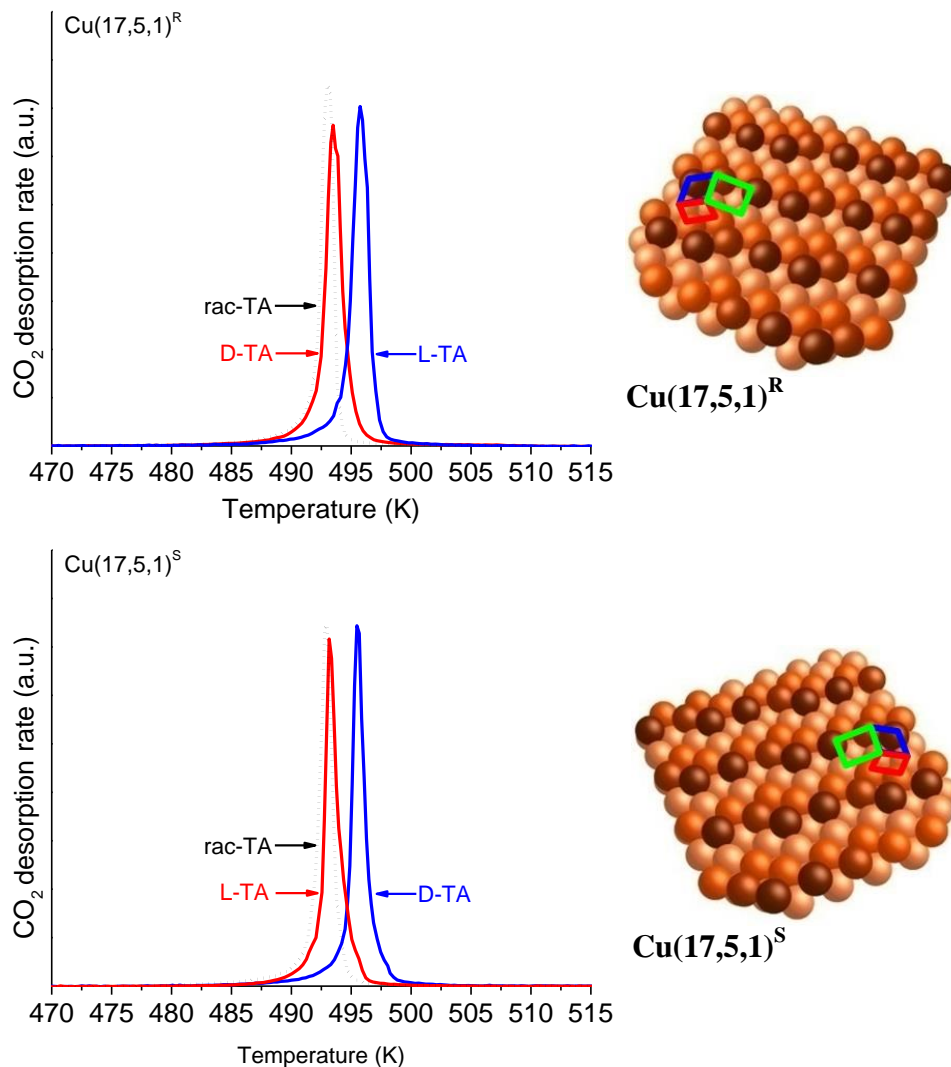 Cu(17,5,1)^R
CO₂ desorption rate (a.u.)
rac-TA
D-TA
L-TA
470 475 480 485 490 495 500 505 510 515
Temperature (K)
Cu(17,5,1)^R
Cu(17,5,1)^S
CO₂ desorption rate (a.u.)
rac-TA
L-TA
D-TA
470 475 480 485 490 495 500 505 510 515
Temperature (K)
Cu(17,5,1)^S